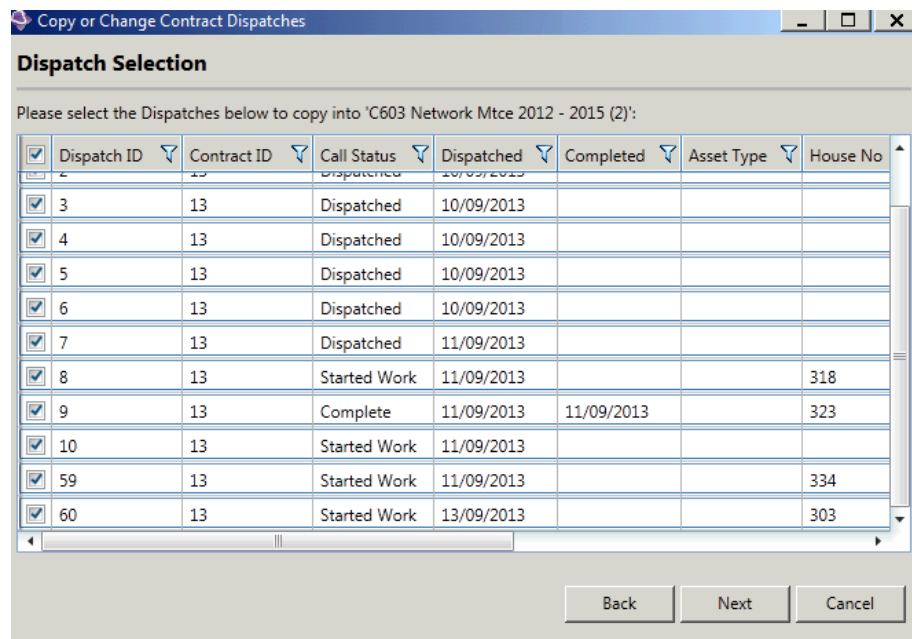 Copy or Change Contract Dispatches
Dispatch Selection
Please select the Dispatches below to copy into 'C603 Network Mtce 2012 - 2015 (2)':
Dispatch ID Contract ID Call Status Dispatched Completed Asset Type House No
3 13 Dispatched 10/09/2013
4 13 Dispatched 10/09/2013
5 13 Dispatched 10/09/2013
6 13 Dispatched 10/09/2013
7 13 Dispatched 11/09/2013
8 13 Started Work 11/09/2013 318
9 13 Complete 11/09/2013 11/09/2013 323
10 13 Started Work 11/09/2013
59 13 Started Work 11/09/2013 334
60 13 Started Work 13/09/2013 303
Back Next Cancel